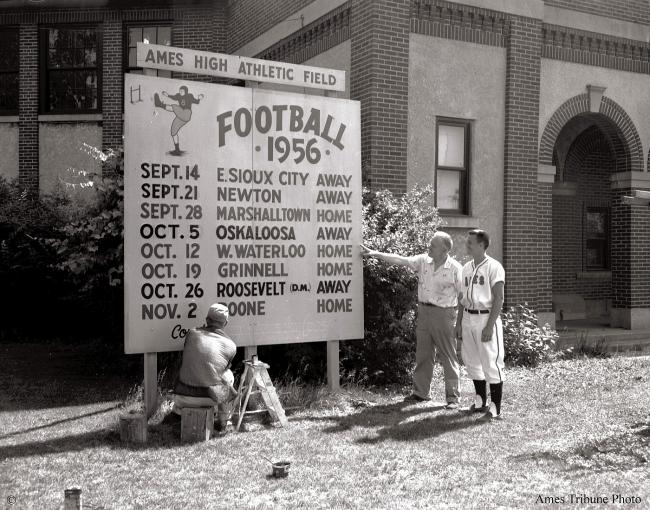 AMES HIGH ATHLETIC FIELD
FOOTBALL
·1956·
SEPT. 14 E. SIOUX CITY AWAY
SEPT. 21 NEWTON AWAY
SEPT. 28 MARSHALLTOWN HOME
OCT. 5 OSKALOOSA AWAY
OCT. 12 W. WATERLOO HOME
OCT. 19 GRINNELL HOME
OCT. 26 ROOSEVELT (D.M.) AWAY
NOV. 2 OONE HOME
Co
©
Ames Tribune Photo